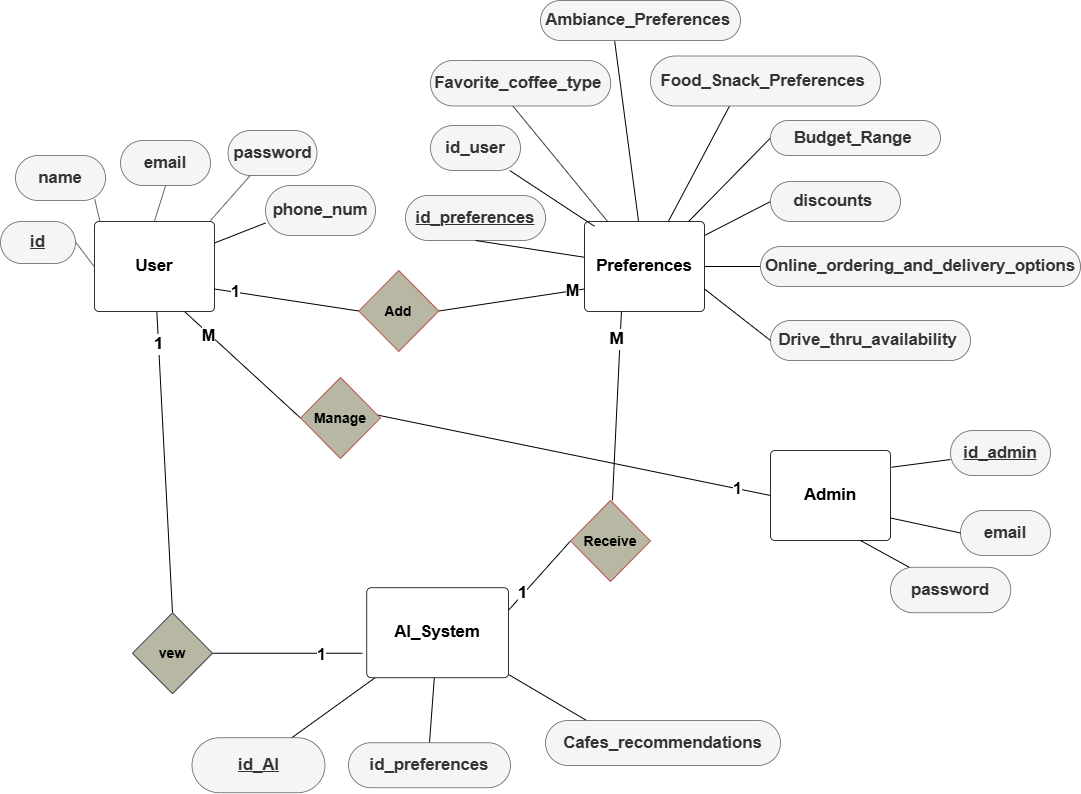 Ambiance_Preferences
Favorite_coffee_type
Food_Snack_Preferences
Budget_Range
id_user
email
password
name
discounts
id_preferences
phone_num
id
User
Preferences
Online_ordering_and_delivery_options
1
M
Add
M
M
1
Drive_thru_availability
Manage
id_admin
1
Admin
email
Receive
password
1
AI_System
vew
1
Cafes_recommendations
id_AI
id_preferences